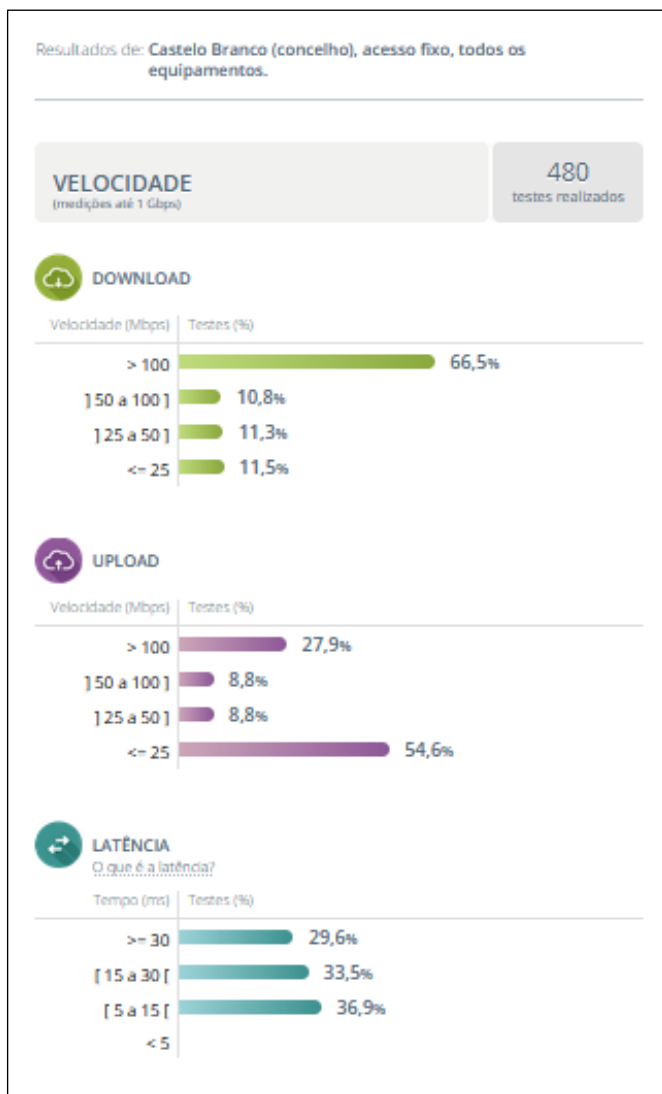 Resultados de: Castelo Branco (concelho), acesso fixo, todos os
equipamentos.
VELOCIDADE
(medições até 1 Gbps)
480
testes realizados
DOWNLOAD
Velocidade (Mbps) Testes (%)
> 100 66,5%
] 50 a 100 ] 10,8%
] 25 a 50 ] 11,3%
<= 25 11,5%
UPLOAD
Velocidade (Mbps) Testes (%)
> 100 27,9%
] 50 a 100 ] 8,8%
] 25 a 50 ] 8,8%
<= 25 54,6%
LATÊNCIA
O que é a latência?
Tempo (ms) Testes (%)
>= 30 29,6%
[ 15 a 30 [ 33,5%
[ 5 a 15 [ 36,9%
< 5